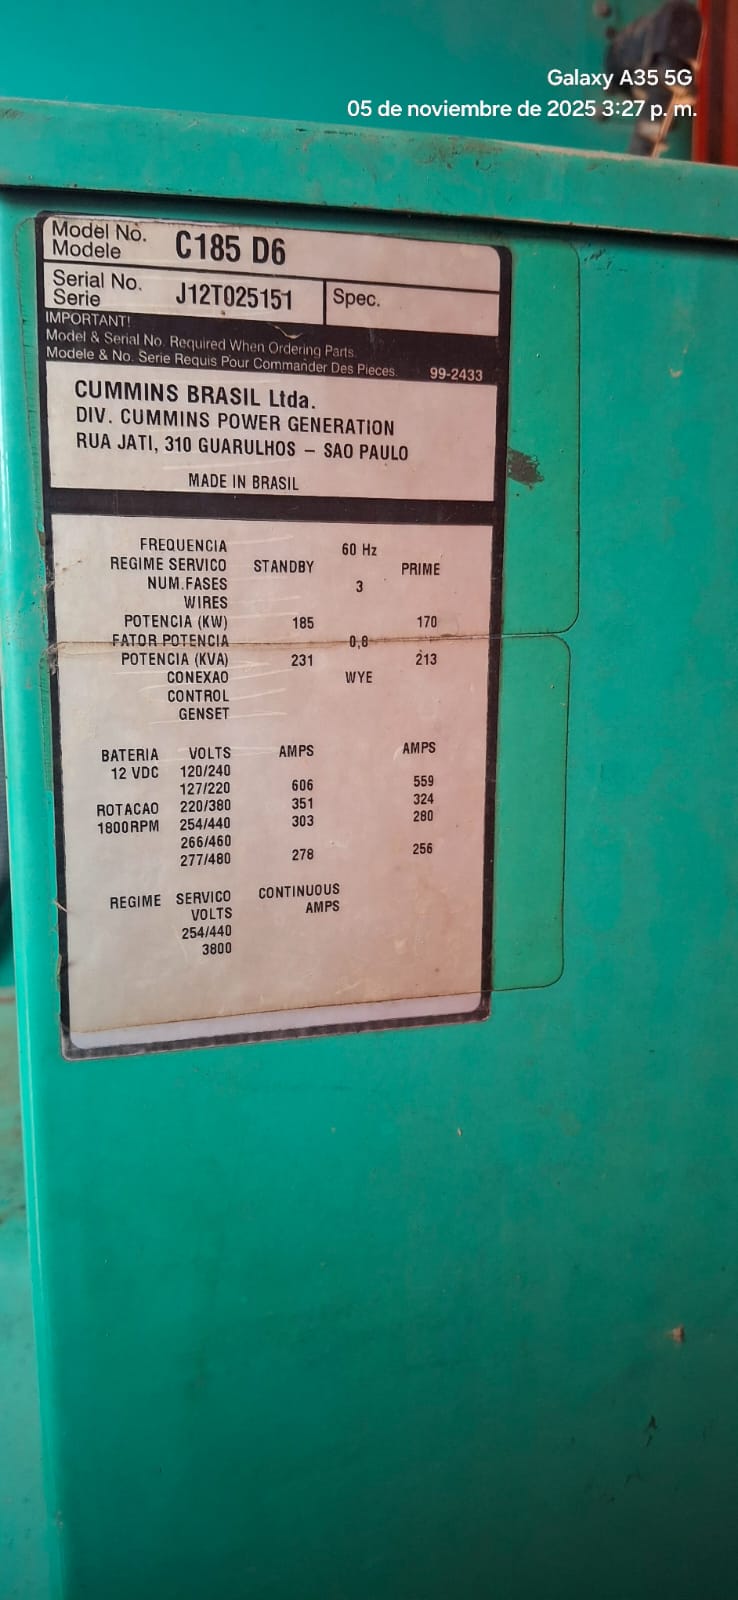 Galaxy A35 5G
05 de noviembre de 2025 3:27 p. m.
Model No. C185 D6
Modele
Serial No. J12T025151 Spec.
Serie
IMPORTANT!
Model & Serial No. Required When Ordering Parts.
Modele & No. Serie Requis Pour Commander Des Pieces. 99-2433
CUMMINS BRASIL Ltda.
DIV. CUMMINS POWER GENERATION
RUA JATI, 310 GUARULHOS – SAO PAULO
MADE IN BRASIL
FREQUENCIA 60 Hz
REGIME SERVICO STANDBY PRIME
NUM.FASES 3
WIRES
POTENCIA (KW) 185 170
FATOR POTENCIA 0,8
POTENCIA (KVA) 231 213
CONEXAO WYE
CONTROL
GENSET
BATERIA VOLTS AMPS AMPS
12 VDC 120/240
127/220 606 559
ROTACAO 220/380 351 324
1800RPM 254/440 303 280
266/460
277/480 278 256
REGIME SERVICO CONTINUOUS
VOLTS AMPS
254/440
3800